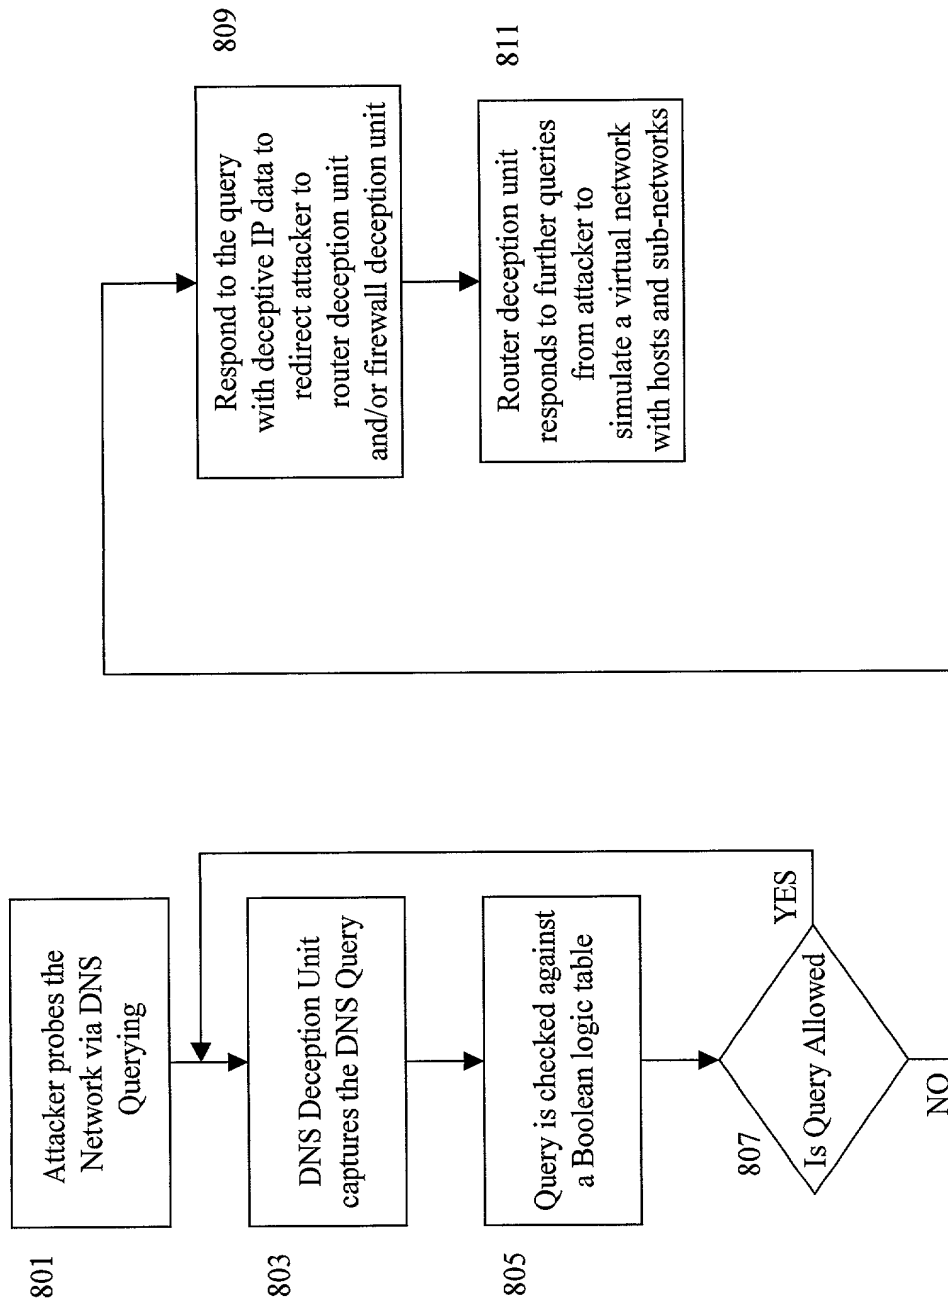 801
Attacker probes the
Network via DNS
Querying
803
DNS Deception Unit
captures the DNS Query
805
Query is checked against
a Boolean logic table
807
Is Query Allowed
YES
NO
809
Respond to the query
with deceptive IP data to
redirect attacker to
router deception unit
and/or firewall deception unit
811
Router deception unit
responds to further queries
from attacker to
simulate a virtual network
with hosts and sub-networks